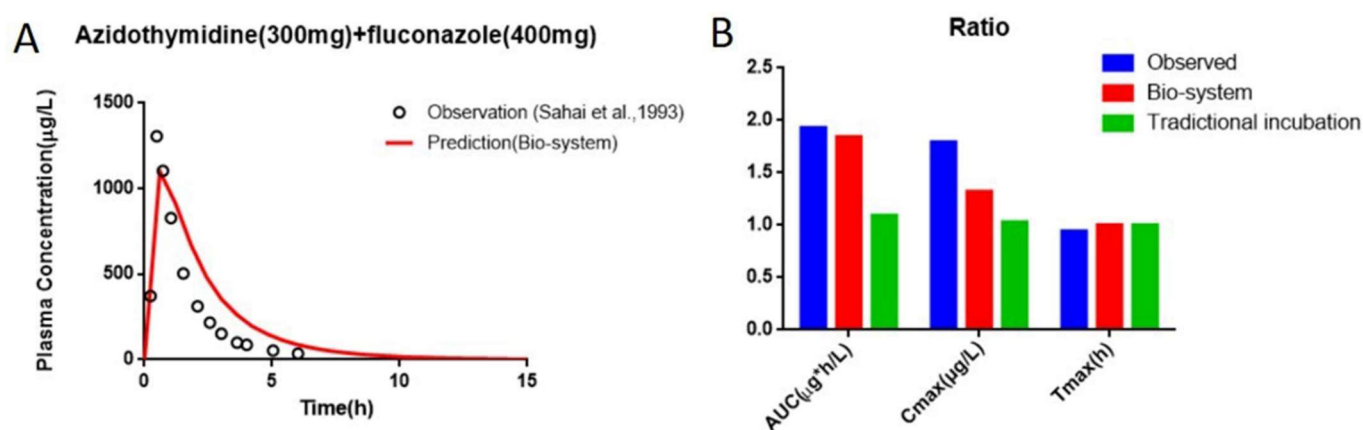 A
Azidothymidine(300mg)+fluconazole(400mg)
Plasma Concentration(μg/L)
1500
1000
500
0
Observation (Sahai et al.,1993)
Prediction(Bio-system)
0
5
10
15
Time(h)
B
Ratio
2.5
2.0
1.5
1.0
0.5
0.0
Observed
Bio-system
Tradictional incubation
AUC(μg*h/L)
Cmax(μg/L)
Tmax(h)